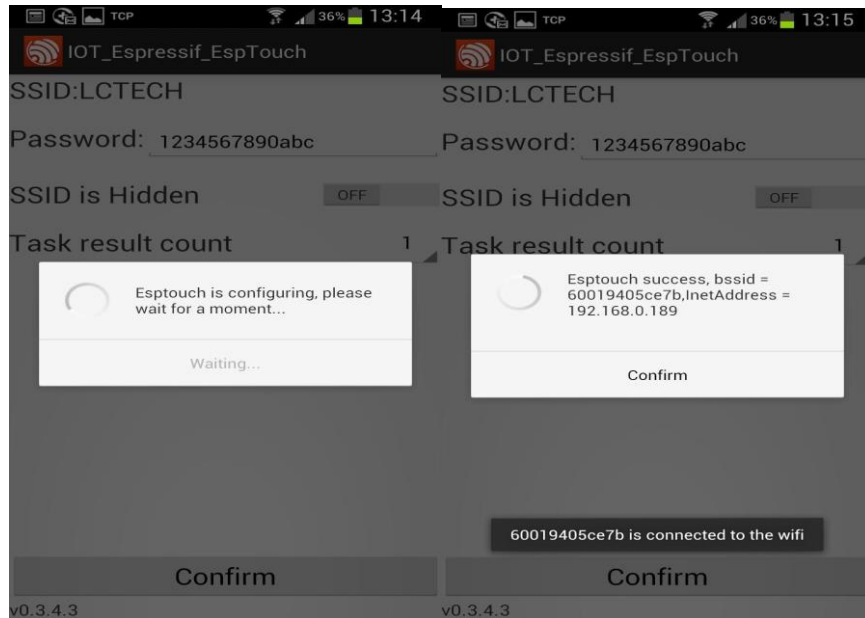 TCP 36% 13:14
IOT_Espressif_EspTouch
SSID:LCTECH
Password: 1234567890abc
SSID is Hidden OFF
Task result count 1
Esptouch is configuring, please
wait for a moment...
Waiting...
Confirm
v0.3.4.3
TCP 36% 13:15
IOT_Espressif_EspTouch
SSID:LCTECH
Password: 1234567890abc
SSID is Hidden OFF
Task result count 1
Esptouch success, bssid =
60019405ce7b,InetAddress =
192.168.0.189
Confirm
60019405ce7b is connected to the wifi
Confirm
v0.3.4.3